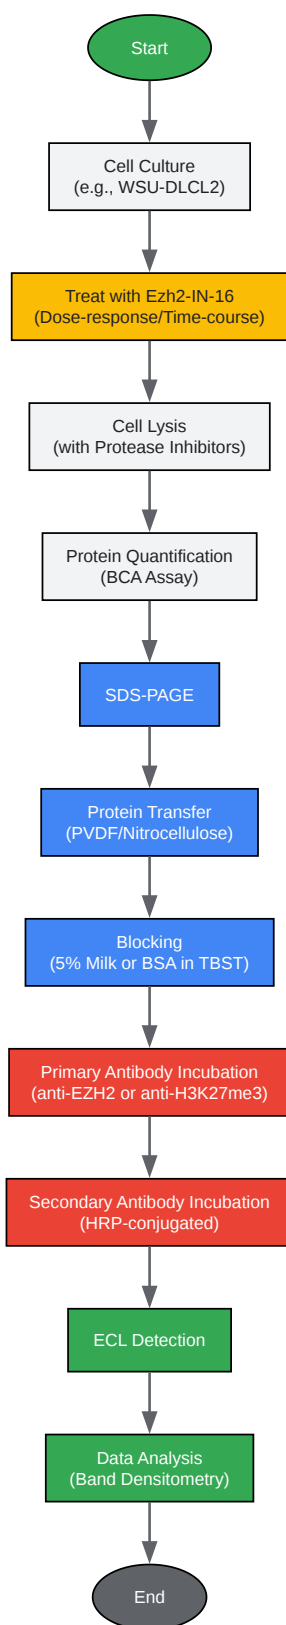 Start
Cell Culture
(e.g., WSU-DLCL2)
Treat with Ezh2-IN-16
(Dose-response/Time-course)
Cell Lysis
(with Protease Inhibitors)
Protein Quantification
(BCA Assay)
SDS-PAGE
Protein Transfer
(PVDF/Nitrocellulose)
Blocking
(5% Milk or BSA in TBST)
Primary Antibody Incubation
(anti-EZH2 or anti-H3K27me3)
Secondary Antibody Incubation
(HRP-conjugated)
ECL Detection
Data Analysis
(Band Densitometry)
End